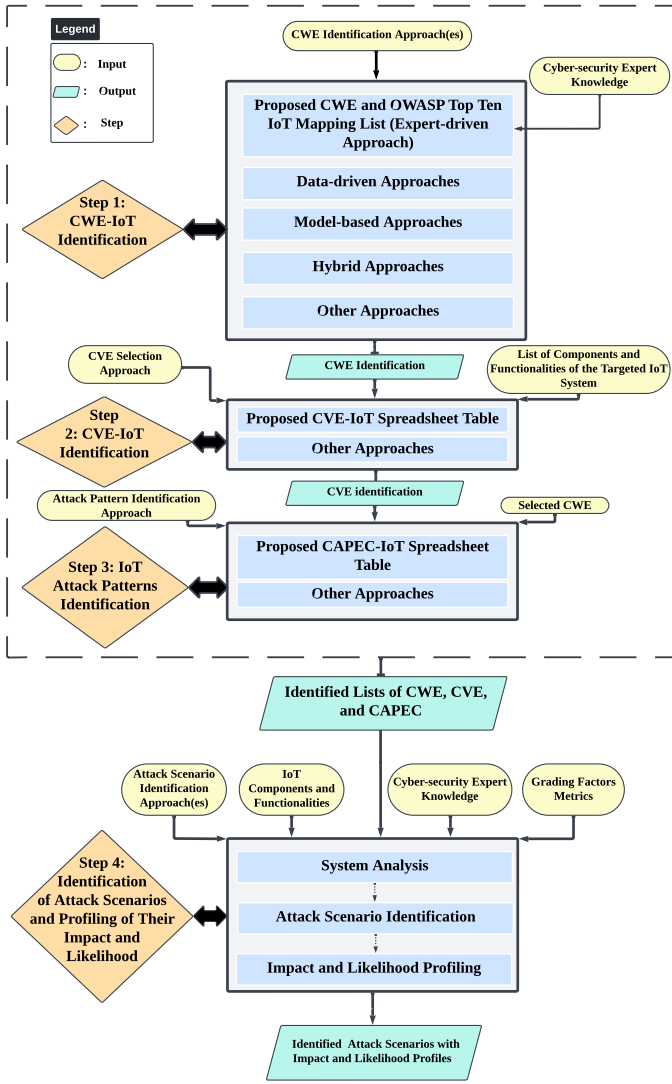 Legend
: Input
: Output
: Step
CWE Identification Approach(es)
Cyber-security Expert
Knowledge
Proposed CWE and OWASP Top Ten
IoT Mapping List (Expert-driven
Approach)
Data-driven Approaches
Model-based Approaches
Hybrid Approaches
Other Approaches
Step 1:
CWE-IoT
Identification
CWE Identification
CVE Selection
Approach
List of Components and
Functionalities of the Targeted IoT
System
Step
2: CVE-IoT
Identification
Proposed CVE-IoT Spreadsheet Table
Other Approaches
CVE identification
Attack Pattern Identification
Approach
Selected CWE
Step 3: IoT
Attack Patterns
Identification
Proposed CAPEC-IoT Spreadsheet
Table
Other Approaches
Identified Lists of CWE, CVE,
and CAPEC
Attack Scenario
Identification
Approach(es)
IoT
Components and
Functionalities
Cyber-security Expert
Knowledge
Grading Factors
Metrics
Step 4:
Identification
of Attack Scenarios
and Profiling of Their
Impact and
Likelihood
System Analysis
Attack Scenario Identification
Impact and Likelihood Profiling
Identified Attack Scenarios with
Impact and Likelihood Profiles